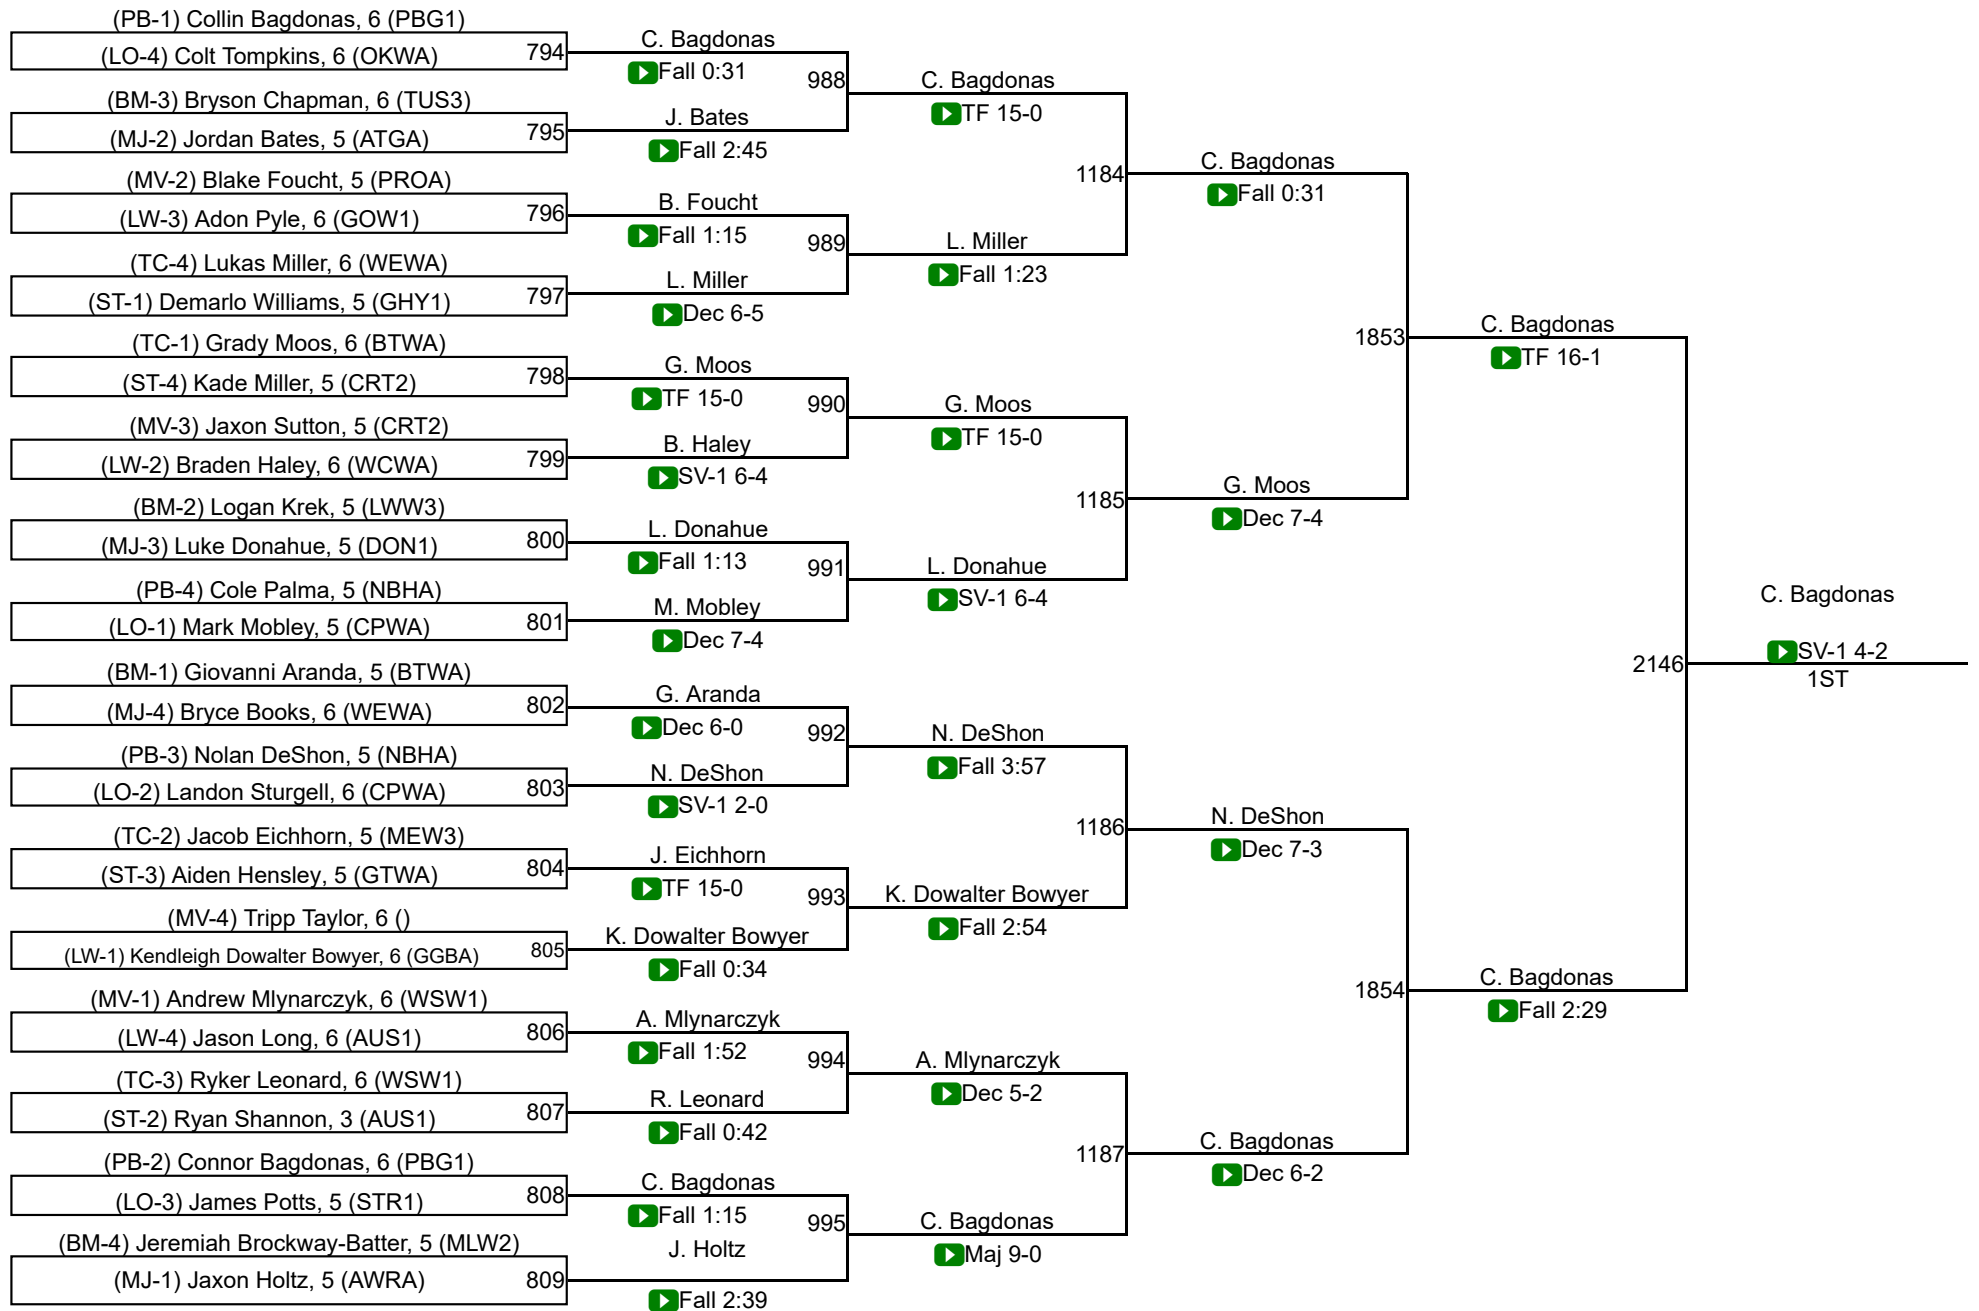 (PB-1) Collin Bagdonas, 6 (PBG1)
(LO-4) Colt Tompkins, 6 (OKWA)
794
(BM-3) Bryson Chapman, 6 (TUS3)
(MJ-2) Jordan Bates, 5 (ATGA)
795
(MV-2) Blake Foucht, 5 (PROA)
(LW-3) Adon Pyle, 6 (GOW1)
796
(TC-4) Lukas Miller, 6 (WEWA)
(ST-1) Demarlo Williams, 5 (GHY1)
797
(TC-1) Grady Moos, 6 (BTWA)
(ST-4) Kade Miller, 5 (CRT2)
798
(MV-3) Jaxon Sutton, 5 (CRT2)
(LW-2) Braden Haley, 6 (WCWA)
799
(BM-2) Logan Krek, 5 (LWW3)
(MJ-3) Luke Donahue, 5 (DON1)
800
(PB-4) Cole Palma, 5 (NBHA)
(LO-1) Mark Mobley, 5 (CPWA)
801
(BM-1) Giovanni Aranda, 5 (BTWA)
(MJ-4) Bryce Books, 6 (WEWA)
802
(PB-3) Nolan DeShon, 5 (NBHA)
(LO-2) Landon Sturgell, 6 (CPWA)
803
(TC-2) Jacob Eichhorn, 5 (MEW3)
(ST-3) Aiden Hensley, 5 (GTWA)
804
(MV-4) Tripp Taylor, 6 ()
(LW-1) Kendleigh Dowalter Bowyer, 6 (GGBA)
805
(MV-1) Andrew Mlynarczyk, 6 (WSW1)
(LW-4) Jason Long, 6 (AUS1)
806
(TC-3) Ryker Leonard, 6 (WSW1)
(ST-2) Ryan Shannon, 3 (AUS1)
807
(PB-2) Connor Bagdonas, 6 (PBG1)
(LO-3) James Potts, 5 (STR1)
808
(BM-4) Jeremiah Brockway-Batter, 5 (MLW2)
(MJ-1) Jaxon Holtz, 5 (AWRA)
809
C. Bagdonas
Fall 0:31
988
J. Bates
Fall 2:45
B. Foucht
Fall 1:15
989
L. Miller
Dec 6-5
G. Moos
TF 15-0
990
B. Haley
SV-1 6-4
L. Donahue
Fall 1:13
991
M. Mobley
Dec 7-4
G. Aranda
Dec 6-0
992
N. DeShon
SV-1 2-0
J. Eichhorn
TF 15-0
993
K. Dowalter Bowyer
Fall 0:34
A. Mlynarczyk
Fall 1:52
994
R. Leonard
Fall 0:42
C. Bagdonas
Fall 1:15
995
J. Holtz
Fall 2:39
C. Bagdonas
TF 15-0
1184
L. Miller
Fall 1:23
G. Moos
TF 15-0
1185
L. Donahue
SV-1 6-4
N. DeShon
Fall 3:57
1186
K. Dowalter Bowyer
Fall 2:54
A. Mlynarczyk
Dec 5-2
1187
C. Bagdonas
Maj 9-0
C. Bagdonas
Fall 0:31
1853
G. Moos
Dec 7-4
N. DeShon
Dec 7-3
1854
C. Bagdonas
Dec 6-2
C. Bagdonas
TF 16-1
2146
C. Bagdonas
Fall 2:29
C. Bagdonas
SV-1 4-2
1ST